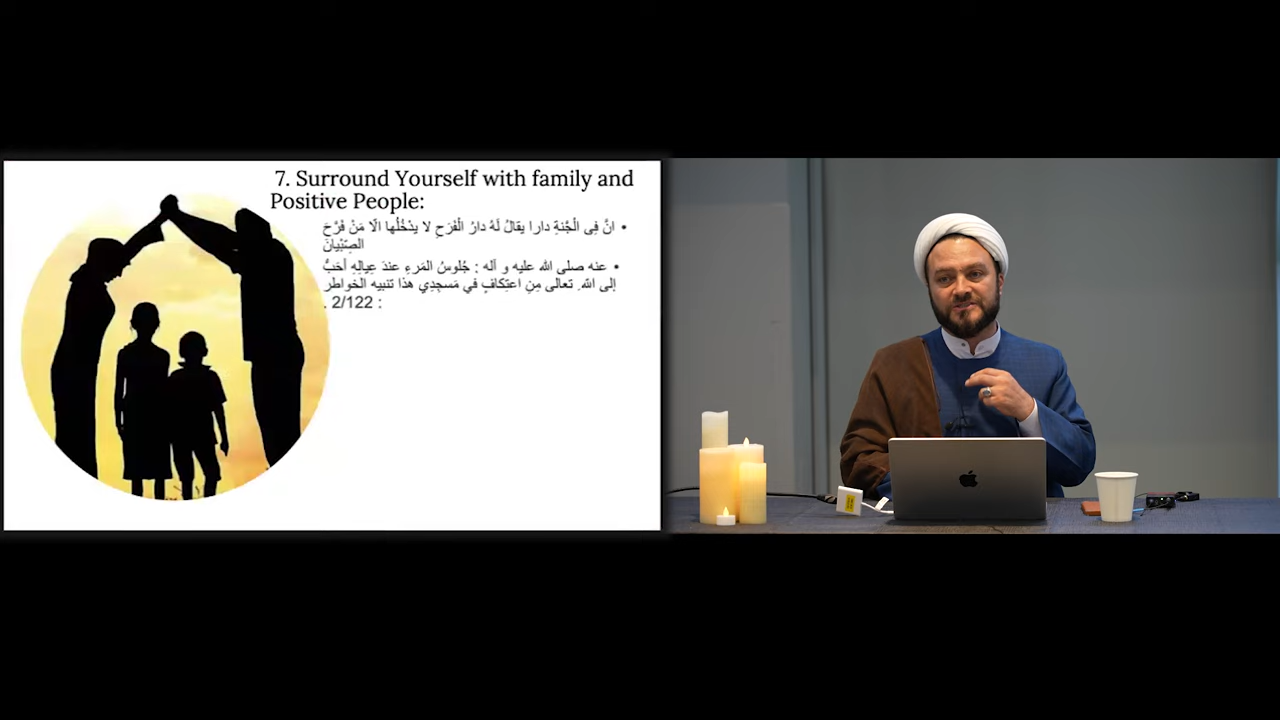 7. Surround Yourself with family and
Positive People:
• انَّ فِى الْجَّنةِ دارا يقالُ لَهُ دارُ الْفَرَحِ لا يدْخُلُها الّا مَنْ فَرَّحَ
الصِبْيانَ
• عنه صلى الله عليه و آله : جُلوسُ المَرءِ عندَ عِيالِهِ أحَبُّ
إلى اللهِ تعالى مِنِ اعتِكافٍ في مَسجِدِي هذا تنبيه الخواطر
: 2/122 .